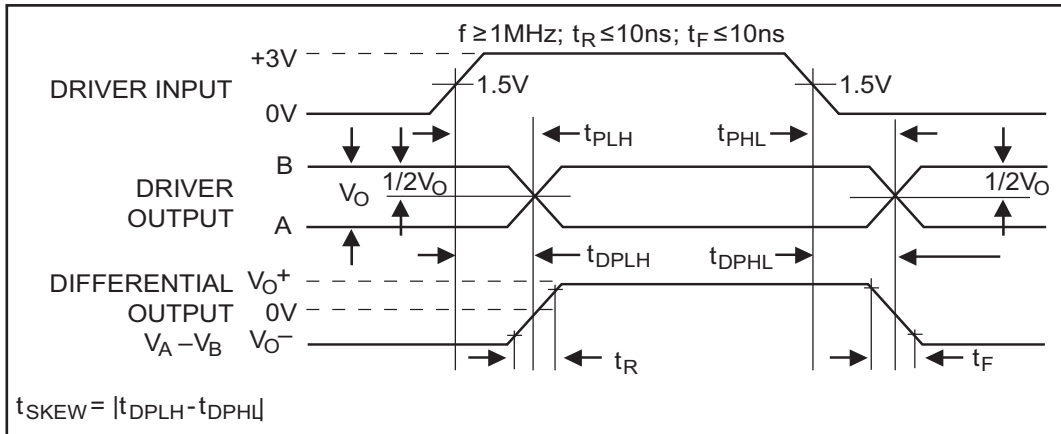 f ≥ 1MHz; tR ≤ 10ns; tF ≤ 10ns
+3V
DRIVER INPUT
1.5V
1.5V
0V
tPLH
tPHL
B
DRIVER
OUTPUT
VO
1/2VO
1/2VO
A
tDPLH
tDPHL
DIFFERENTIAL
OUTPUT
VA –VB
VO+
0V
VO–
tR
tF
tSKEW = |tDPLH - tDPHL|